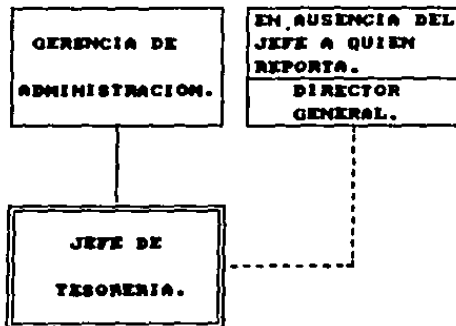 GERENCIA DE
ADMINISTRACION.
EN AUSENCIA DEL
JEFE A QUIEN
REPORTA.
DIRECTOR
GENERAL.
JEFE DE
TESORERIA.